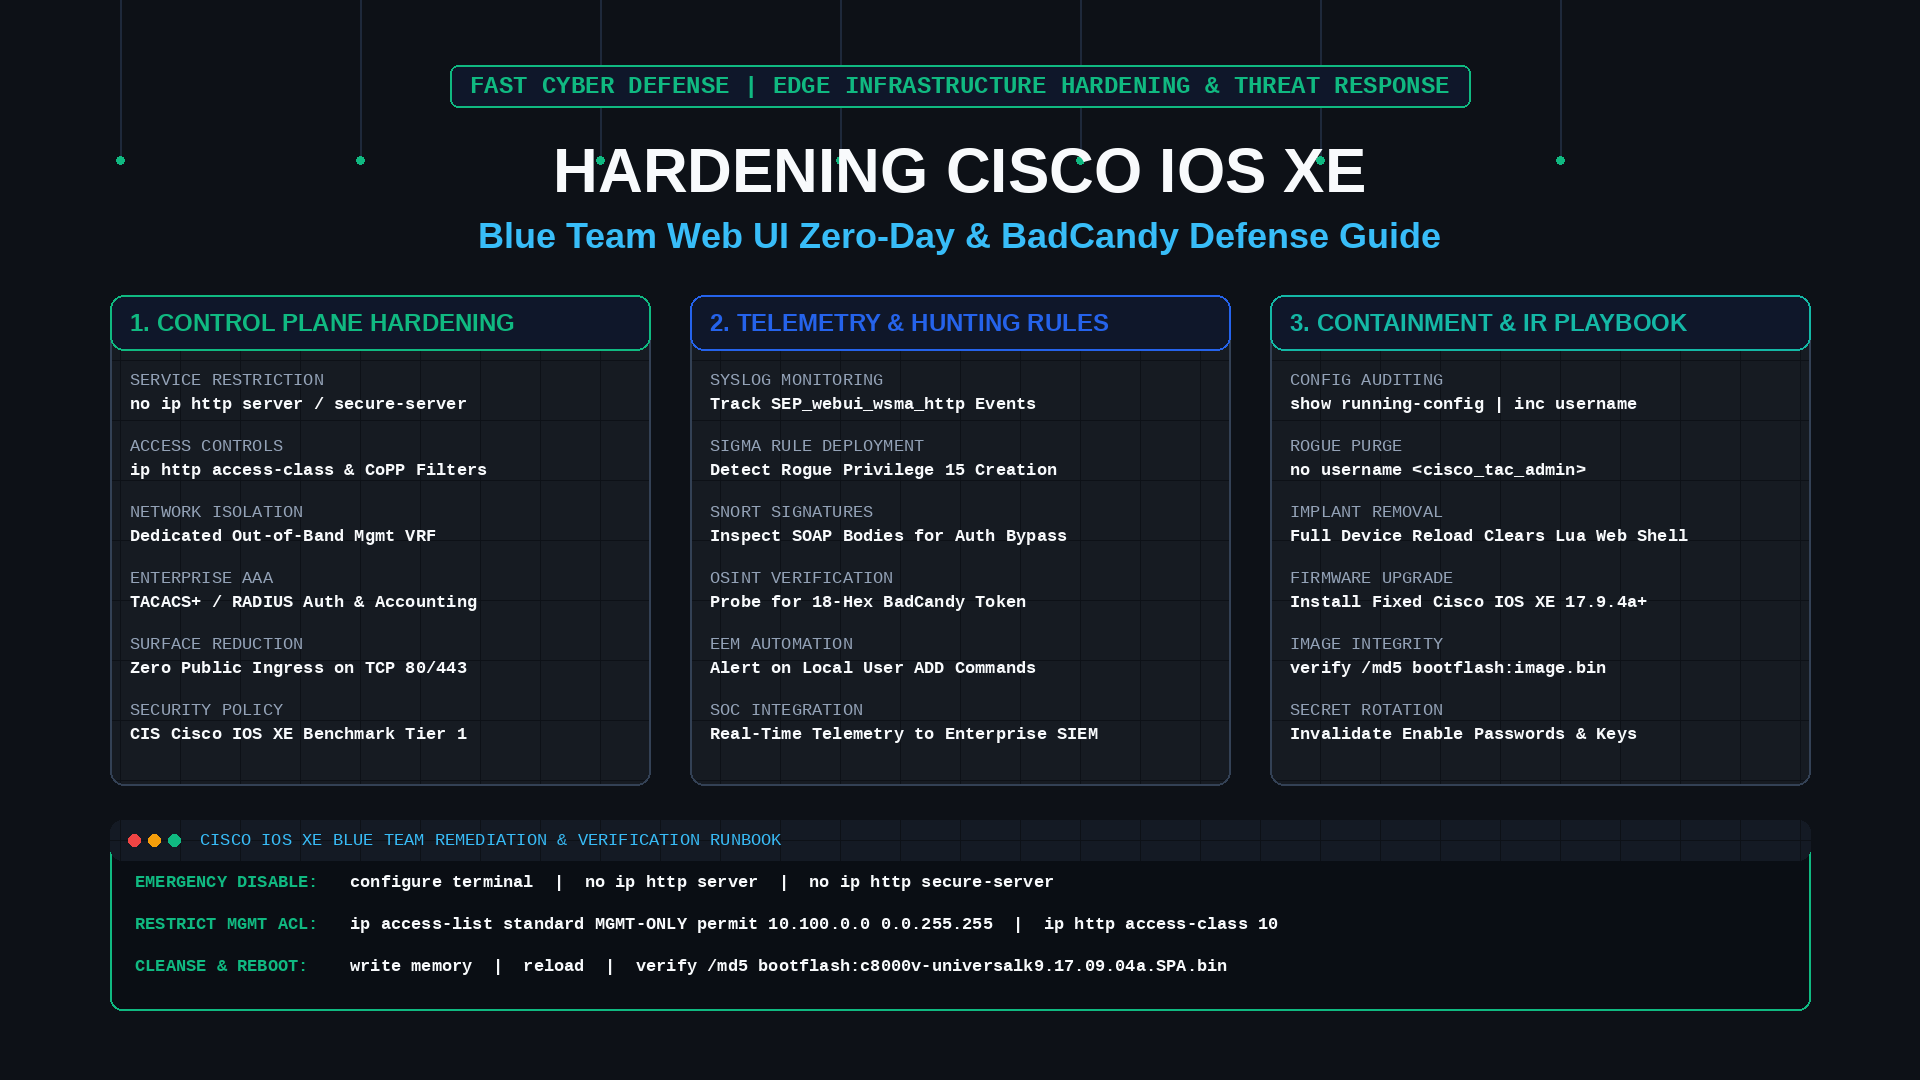 FAST CYBER DEFENSE | EDGE INFRASTRUCTURE HARDENING & THREAT RESPONSE
HARDENING CISCO IOS XE
Blue Team Web UI Zero-Day & BadCandy Defense Guide
1. CONTROL PLANE HARDENING
SERVICE RESTRICTION
no ip http server / secure-server
ACCESS CONTROLS
ip http access-class & CoPP Filters
NETWORK ISOLATION
Dedicated Out-of-Band Mgmt VRF
ENTERPRISE AAA
TACACS+ / RADIUS Auth & Accounting
SURFACE REDUCTION
Zero Public Ingress on TCP 80/443
SECURITY POLICY
CIS Cisco IOS XE Benchmark Tier 1
2. TELEMETRY & HUNTING RULES
SYSLOG MONITORING
Track SEP_webui_wsma_http Events
SIGMA RULE DEPLOYMENT
Detect Rogue Privilege 15 Creation
SNORT SIGNATURES
Inspect SOAP Bodies for Auth Bypass
OSINT VERIFICATION
Probe for 18-Hex BadCandy Token
EEM AUTOMATION
Alert on Local User ADD Commands
SOC INTEGRATION
Real-Time Telemetry to Enterprise SIEM
3. CONTAINMENT & IR PLAYBOOK
CONFIG AUDITING
show running-config | inc username
ROGUE PURGE
no username <cisco_tac_admin>
IMPLANT REMOVAL
Full Device Reload Clears Lua Web Shell
FIRMWARE UPGRADE
Install Fixed Cisco IOS XE 17.9.4a+
IMAGE INTEGRITY
verify /md5 bootflash:image.bin
SECRET ROTATION
Invalidate Enable Passwords & Keys
CISCO IOS XE BLUE TEAM REMEDIATION & VERIFICATION RUNBOOK
EMERGENCY DISABLE: configure terminal | no ip http server | no ip http secure-server
RESTRICT MGMT ACL: ip access-list standard MGMT-ONLY permit 10.100.0.0 0.0.255.255 | ip http access-class 10
CLEANSE & REBOOT: write memory | reload | verify /md5 bootflash:c8000v-universalk9.17.09.04a.SPA.bin